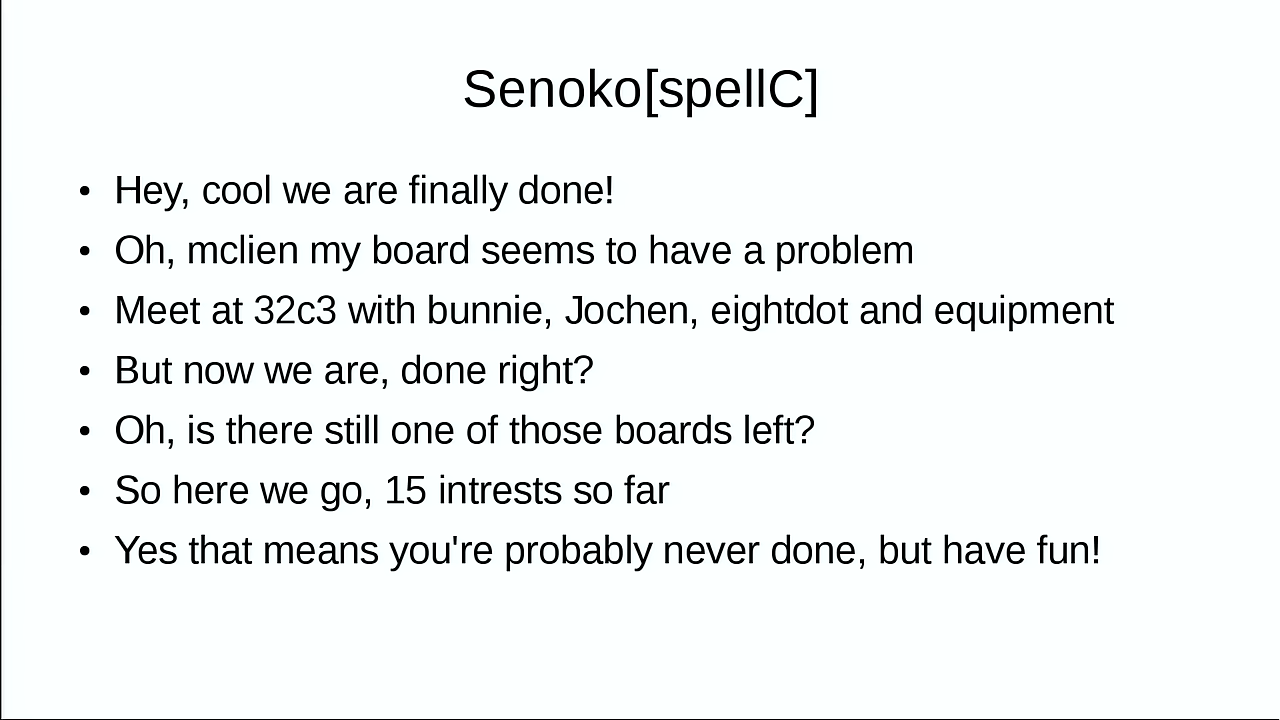 Senoko[spellC]
• Hey, cool we are finally done!
• Oh, mclien my board seems to have a problem
• Meet at 32c3 with bunnie, Jochen, eightdot and equipment
• But now we are, done right?
• Oh, is there still one of those boards left?
• So here we go, 15 intrests so far
• Yes that means you're probably never done, but have fun!